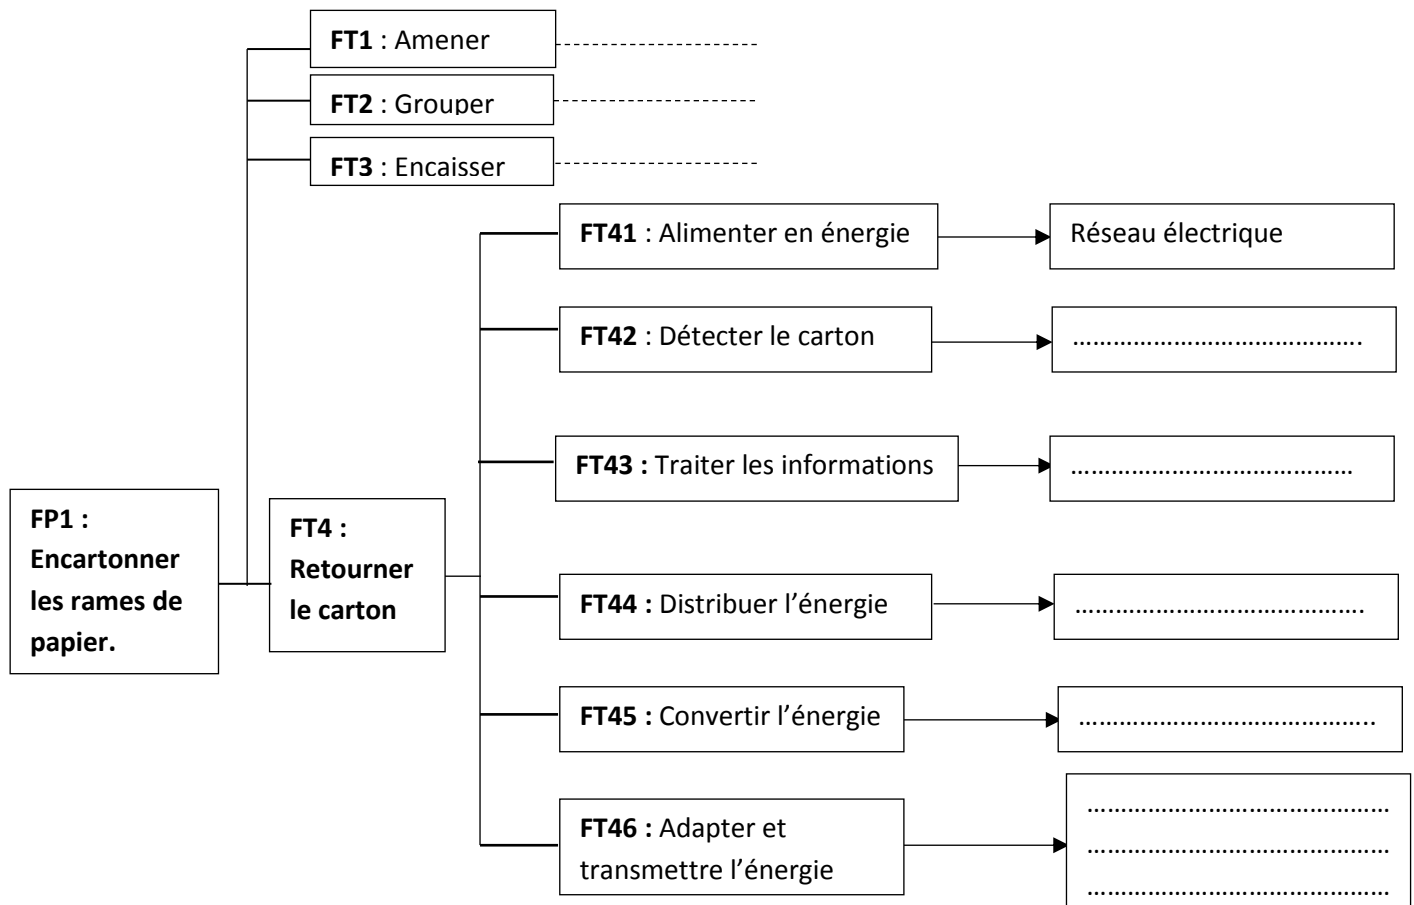 FT1 : Amener
FT2 : Grouper
FT3 : Encaisser
FT41 : Alimenter en énergie
Réseau électrique
FT42 : Détecter le carton
…………………………………….
FT43 : Traiter les informations
……………………………………
FP1 :
Encartonner
les rames de
papier.
FT4 :
Retourner
le carton
FT44 : Distribuer l’énergie
…………………………………….
FT45 : Convertir l’énergie
……………………………………..
FT46 : Adapter et
transmettre l’énergie
………………………………………
………………………………………
………………………………………